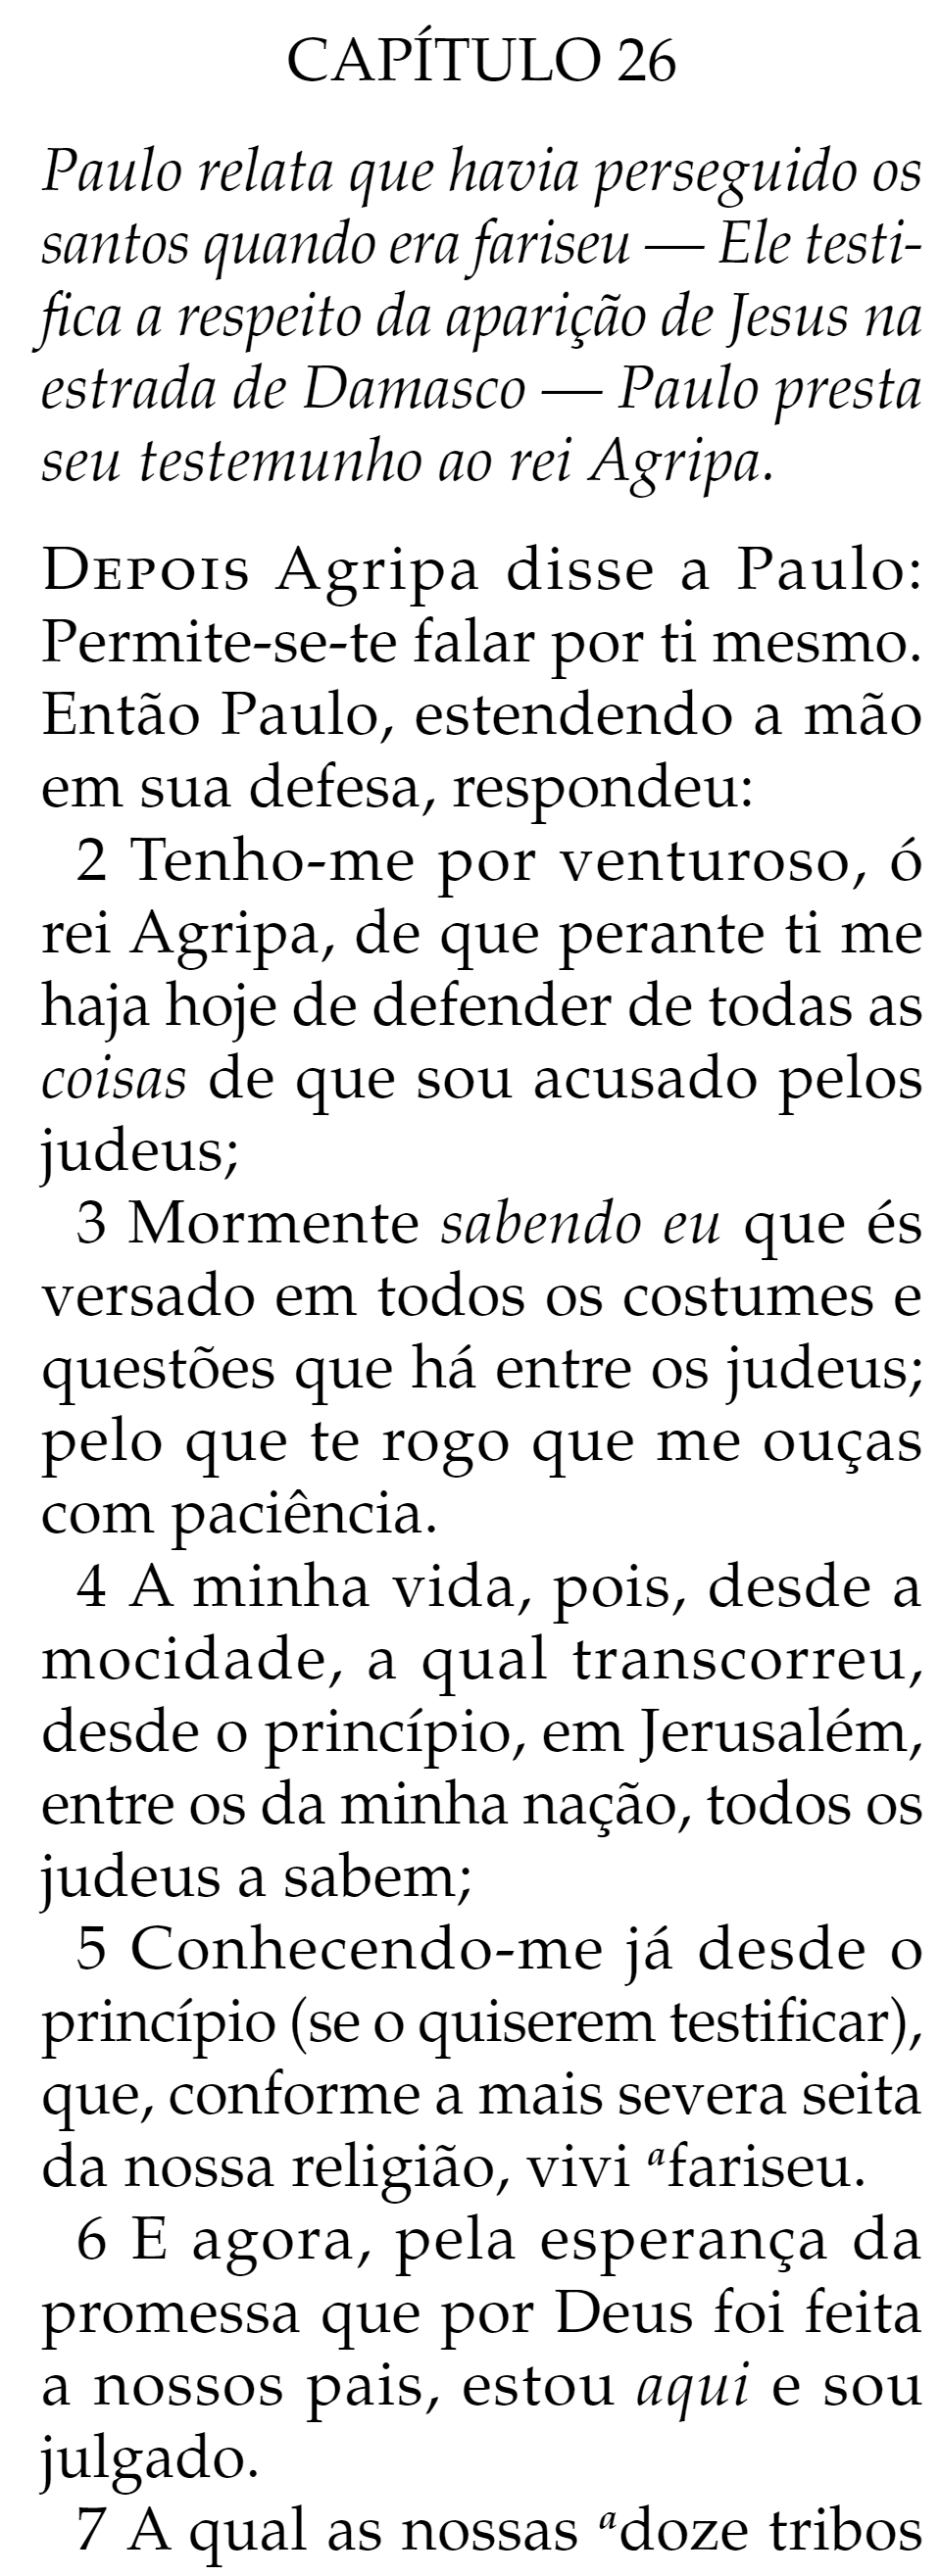 CAPÍTULO 26
Paulo relata que havia perseguido os
santos quando era fariseu — Ele testi-
fica a respeito da aparição de Jesus na
estrada de Damasco — Paulo presta
seu testemunho ao rei Agripa.
Depois Agripa disse a Paulo:
Permite-se-te falar por ti mesmo.
Então Paulo, estendendo a mão
em sua defesa, respondeu:
2 Tenho-me por venturoso, ó
rei Agripa, de que perante ti me
haja hoje de defender de todas as
coisas de que sou acusado pelos
judeus;
3 Mormente sabendo eu que és
versado em todos os costumes e
questões que há entre os judeus;
pelo que te rogo que me ouças
com paciência.
4 A minha vida, pois, desde a
mocidade, a qual transcorreu,
desde o princípio, em Jerusalém,
entre os da minha nação, todos os
judeus a sabem;
5 Conhecendo-me já desde o
princípio (se o quiserem testificar),
que, conforme a mais severa seita
da nossa religião, vivi ᵃfariseu.
6 E agora, pela esperança da
promessa que por Deus foi feita
a nossos pais, estou aqui e sou
julgado.
7 A qual as nossas ᵃdoze tribos